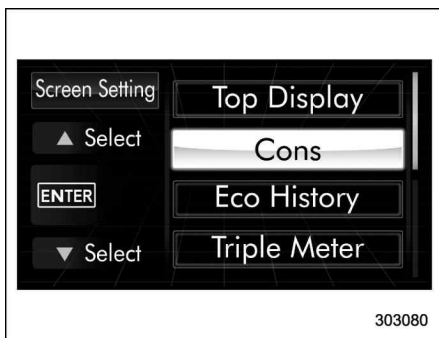 Screen Setting
▲ Select
ENTER
▼ Select
Top Display
Cons
Eco History
Triple Meter
303080